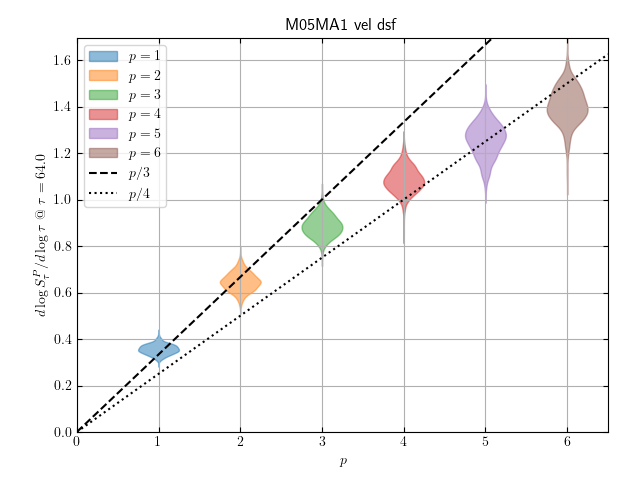 M05MA1 vel dsf
p = 1
p = 2
p = 3
p = 4
p = 5
p = 6
p/3
p/4
d log S_τ^P / d log τ @ τ = 64.0
1.6
1.4
1.2
1.0
0.8
0.6
0.4
0.2
0.0
0 1 2 3 4 5 6
p